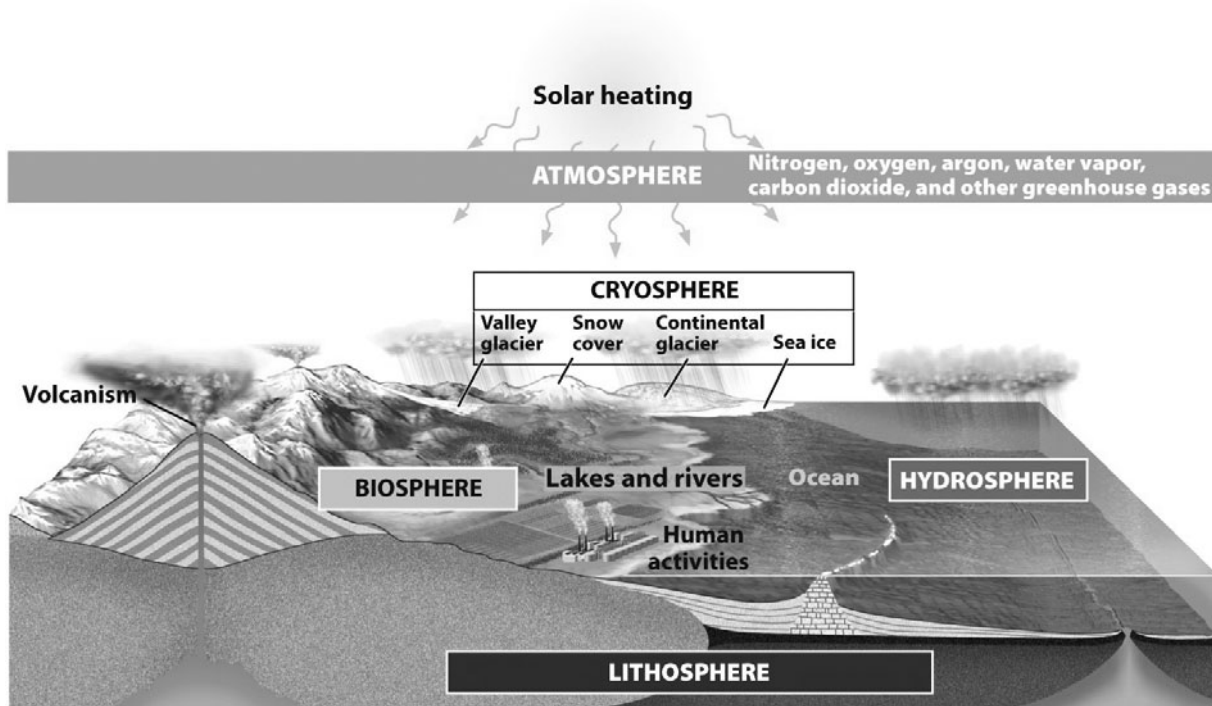 Solar heating
ATMOSPHERE
Nitrogen, oxygen, argon, water vapor,
carbon dioxide, and other greenhouse gases
CRYOSPHERE
Valley
glacier
Snow
cover
Continental
glacier
Sea ice
Volcanism
BIOSPHERE
Lakes and rivers
Ocean
HYDROSPHERE
Human
activities
LITHOSPHERE